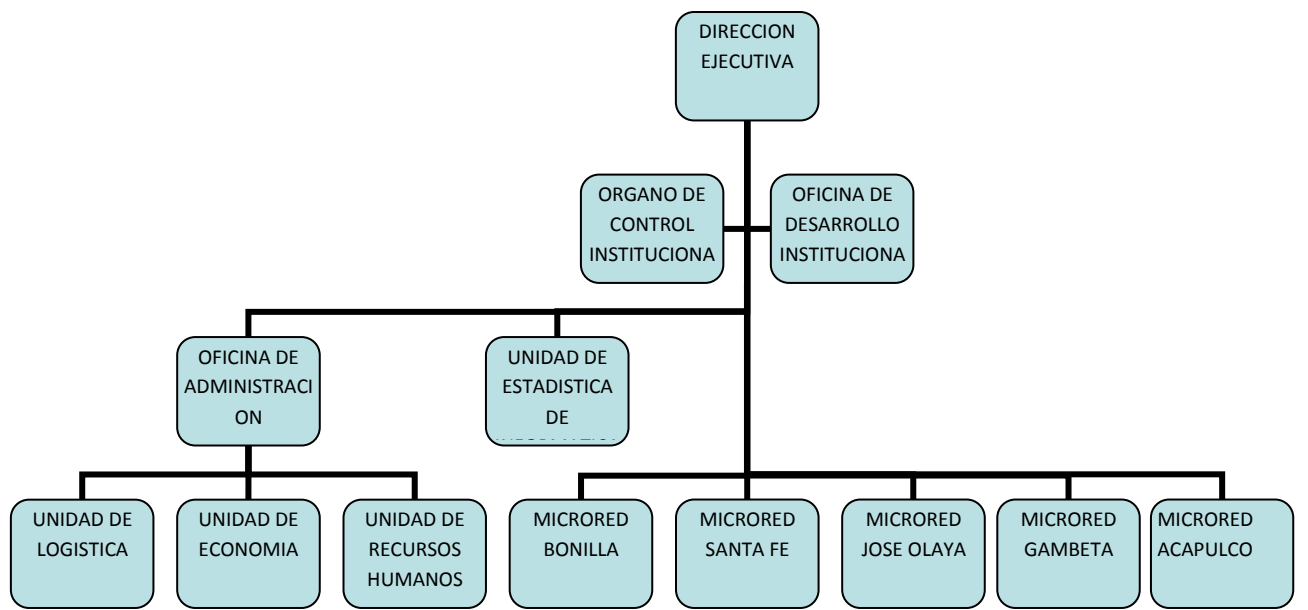 DIRECCION
EJECUTIVA
ORGANO DE
CONTROL
INSTITUCIONA
OFICINA DE
DESARROLLO
INSTITUCIONA
OFICINA DE
ADMINISTRACI
ON
UNIDAD DE
ESTADISTICA
DE
UNIDAD DE
LOGISTICA
UNIDAD DE
ECONOMIA
UNIDAD DE
RECURSOS
HUMANOS
MICRORED
BONILLA
MICRORED
SANTA FE
MICRORED
JOSE OLAYA
MICRORED
GAMBETA
MICRORED
ACAPULCO